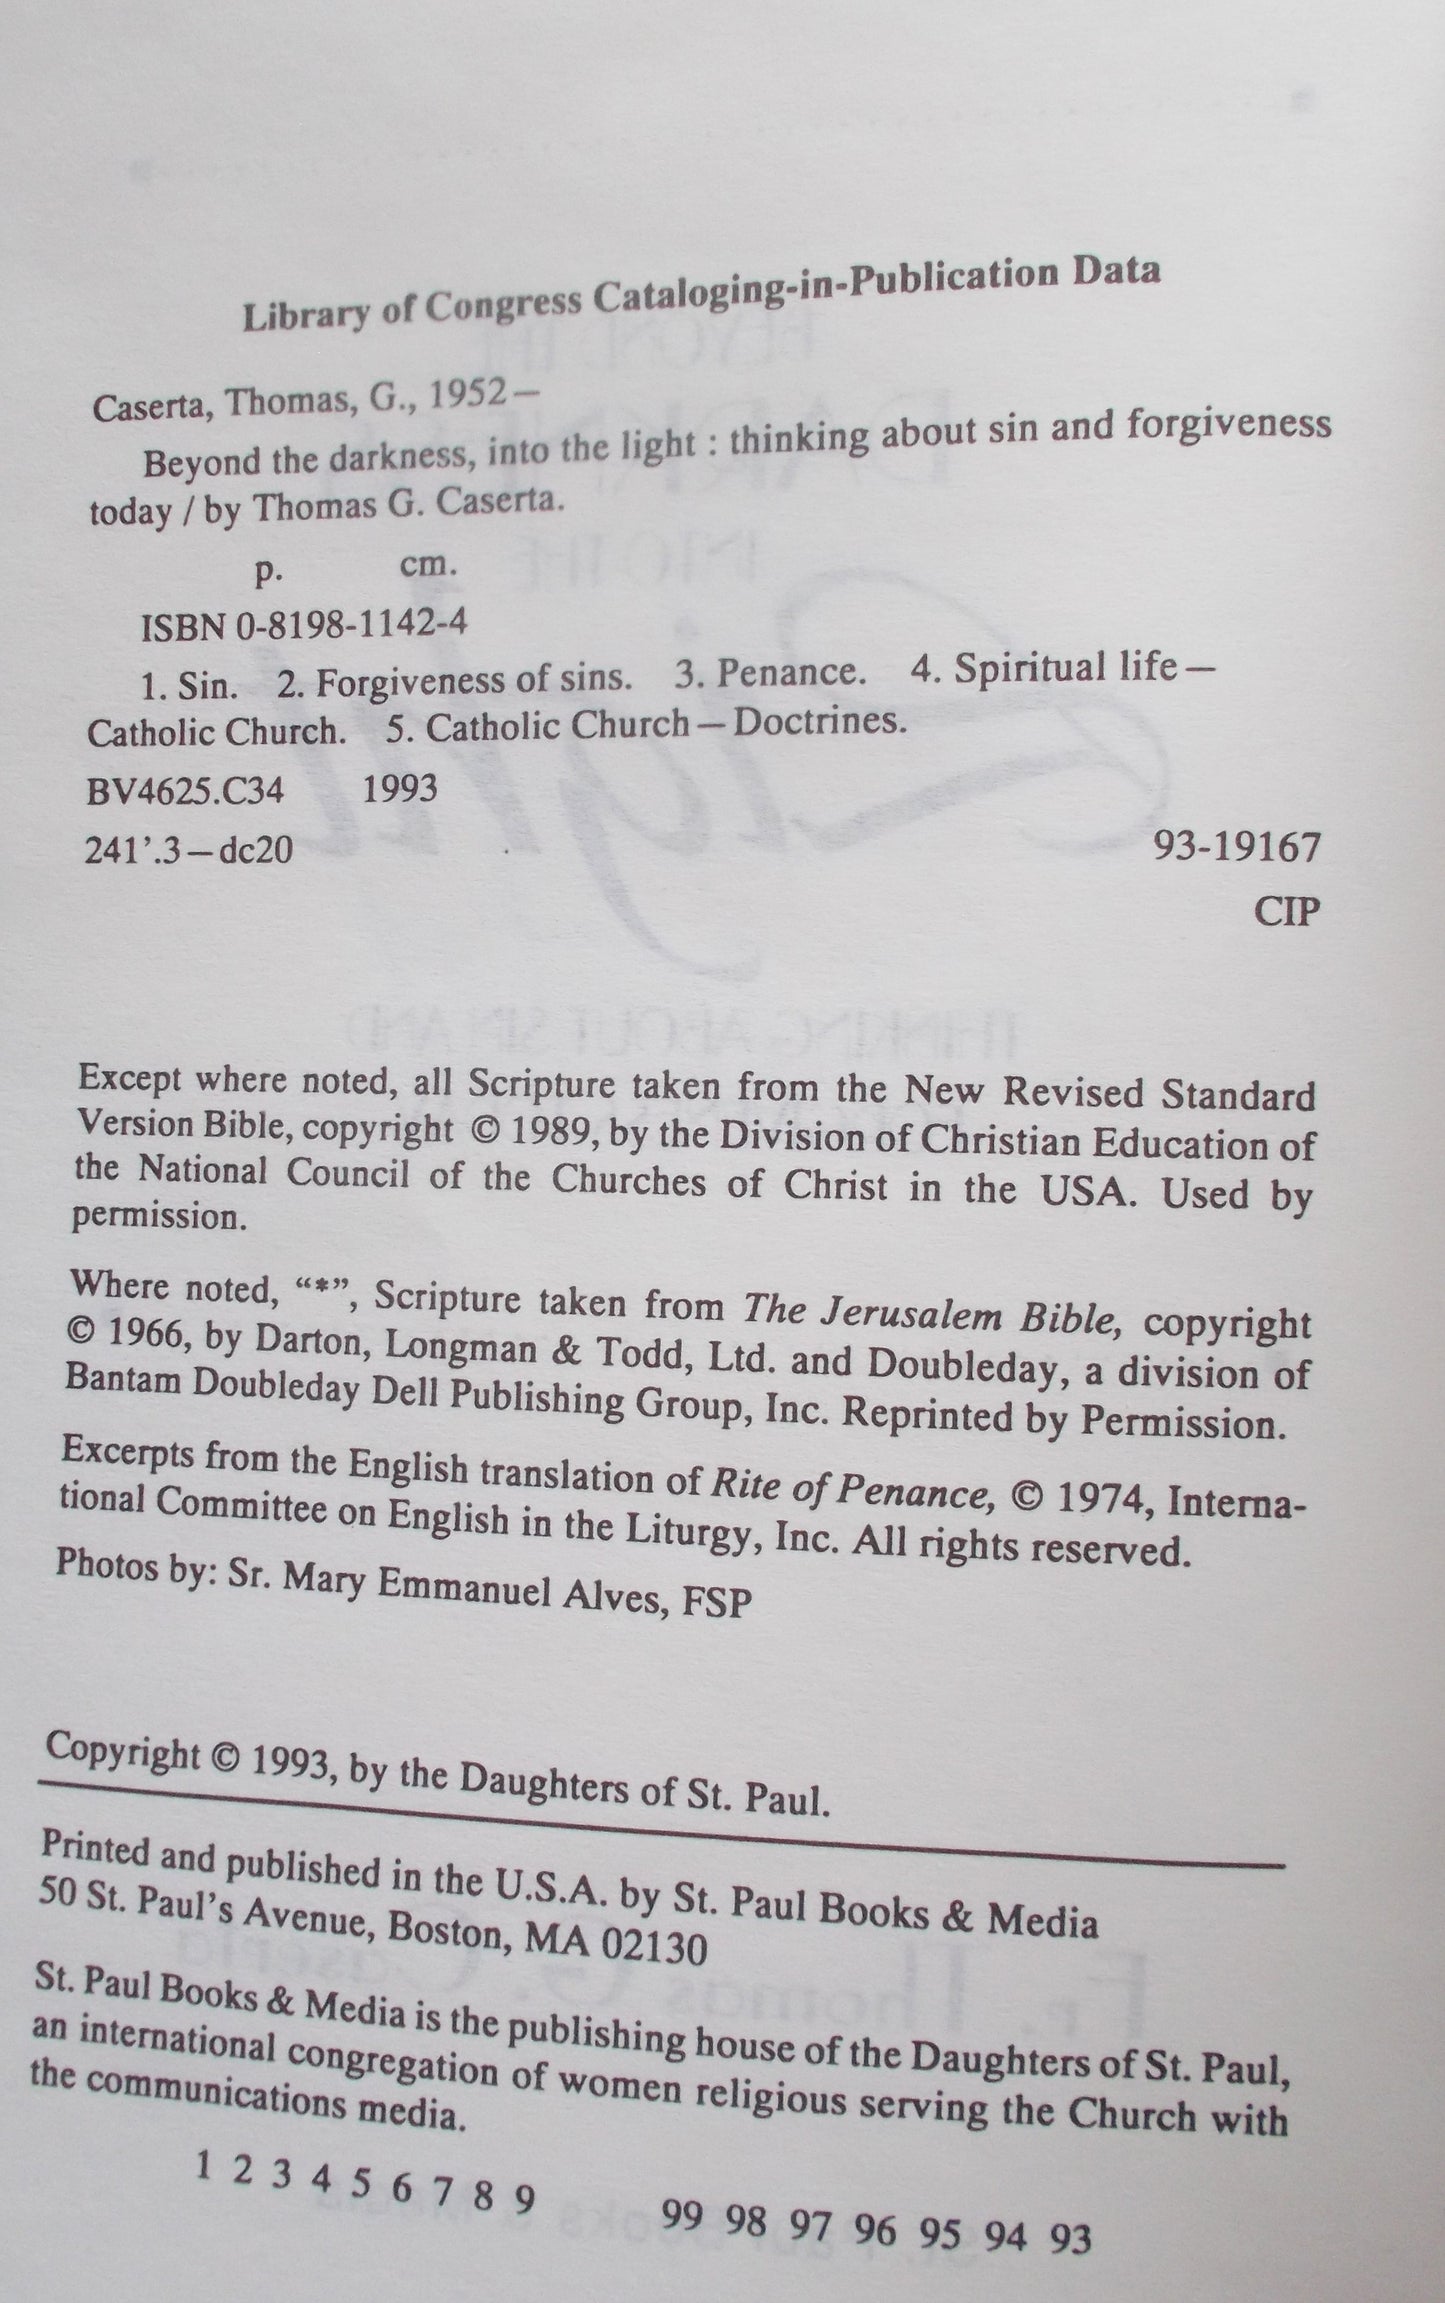 Library of Congress Cataloging-in-Publication Data
Caserta, Thomas, G., 1952–
Beyond the darkness, into the light : thinking about sin and forgiveness
today / by Thomas G. Caserta.
p. cm.
ISBN 0-8198-1142-4
1. Sin. 2. Forgiveness of sins. 3. Penance. 4. Spiritual life—
Catholic Church. 5. Catholic Church—Doctrines.
BV4625.C34 1993
241’.3—dc20 93-19167
CIP
Except where noted, all Scripture taken from the New Revised Standard
Version Bible, copyright © 1989, by the Division of Christian Education of
the National Council of the Churches of Christ in the USA. Used by
permission.
Where noted, “*”, Scripture taken from The Jerusalem Bible, copyright
© 1966, by Darton, Longman & Todd, Ltd. and Doubleday, a division of
Bantam Doubleday Dell Publishing Group, Inc. Reprinted by Permission.
Excerpts from the English translation of Rite of Penance, © 1974, Interna-
tional Committee on English in the Liturgy, Inc. All rights reserved.
Photos by: Sr. Mary Emmanuel Alves, FSP
Copyright © 1993, by the Daughters of St. Paul.
Printed and published in the U.S.A. by St. Paul Books & Media
50 St. Paul’s Avenue, Boston, MA 02130
St. Paul Books & Media is the publishing house of the Daughters of St. Paul,
an international congregation of women religious serving the Church with
the communications media.
1 2 3 4 5 6 7 8 9 99 98 97 96 95 94 93